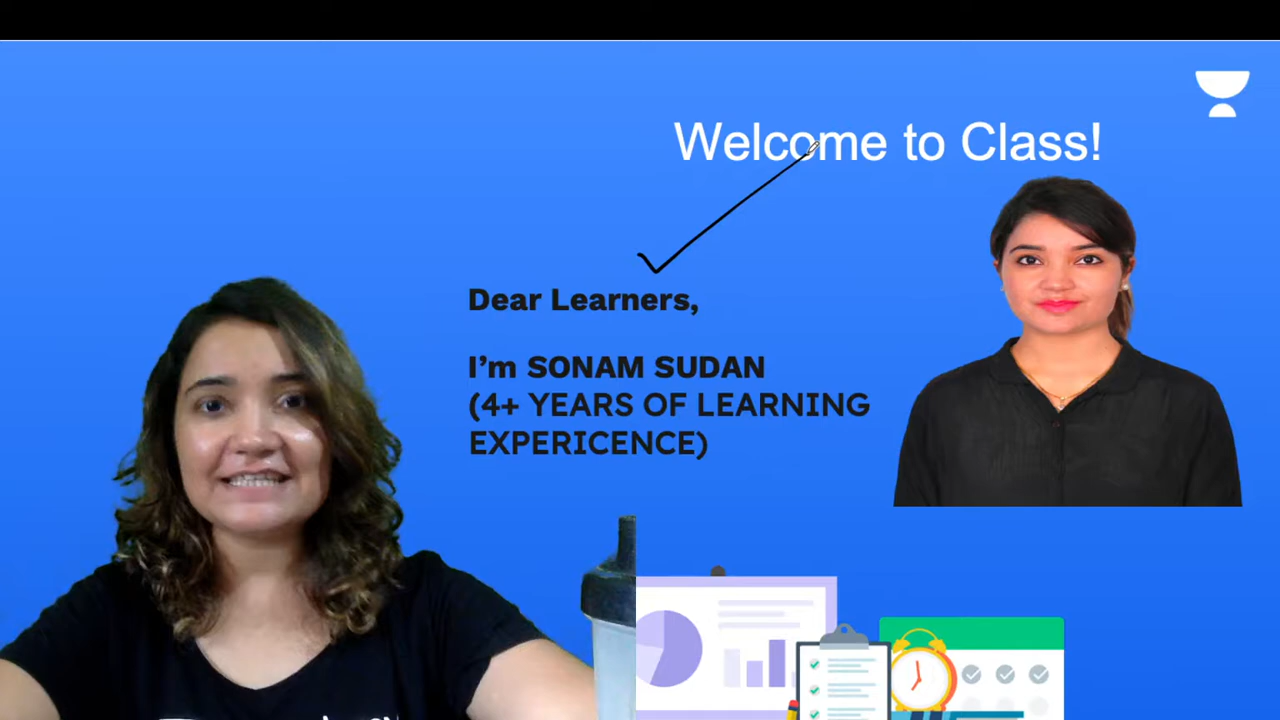 Welcome to Class!
Dear Learners,
I’m SONAM SUDAN
(4+ YEARS OF LEARNING
EXPERICENCE)